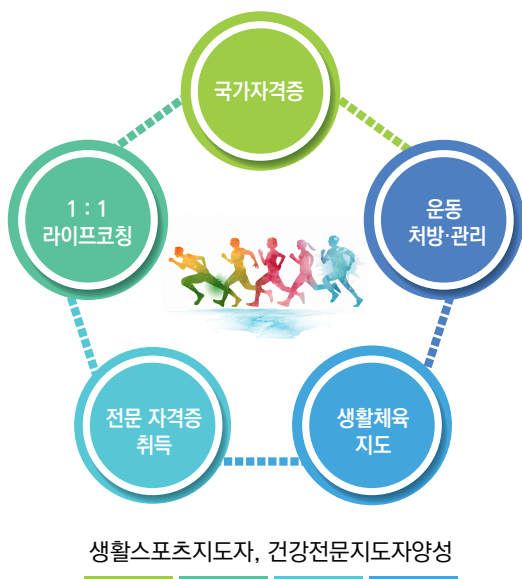 국가자격증
1 : 1
라이프코칭
운동
처방·관리
전문 자격증
취득
생활체육
지도
생활스포츠지도자, 건강전문지도자양성